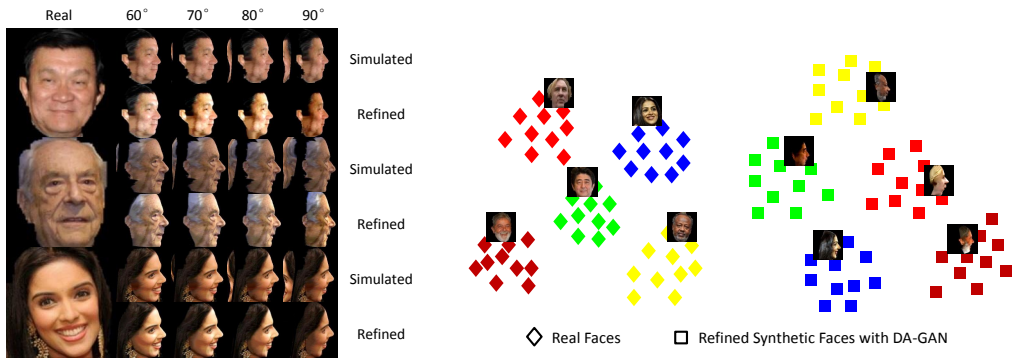 Real 60° 70° 80° 90°
Simulated
Refined
Simulated
Refined
Simulated
Refined
Real Faces Refined Synthetic Faces with DA-GAN